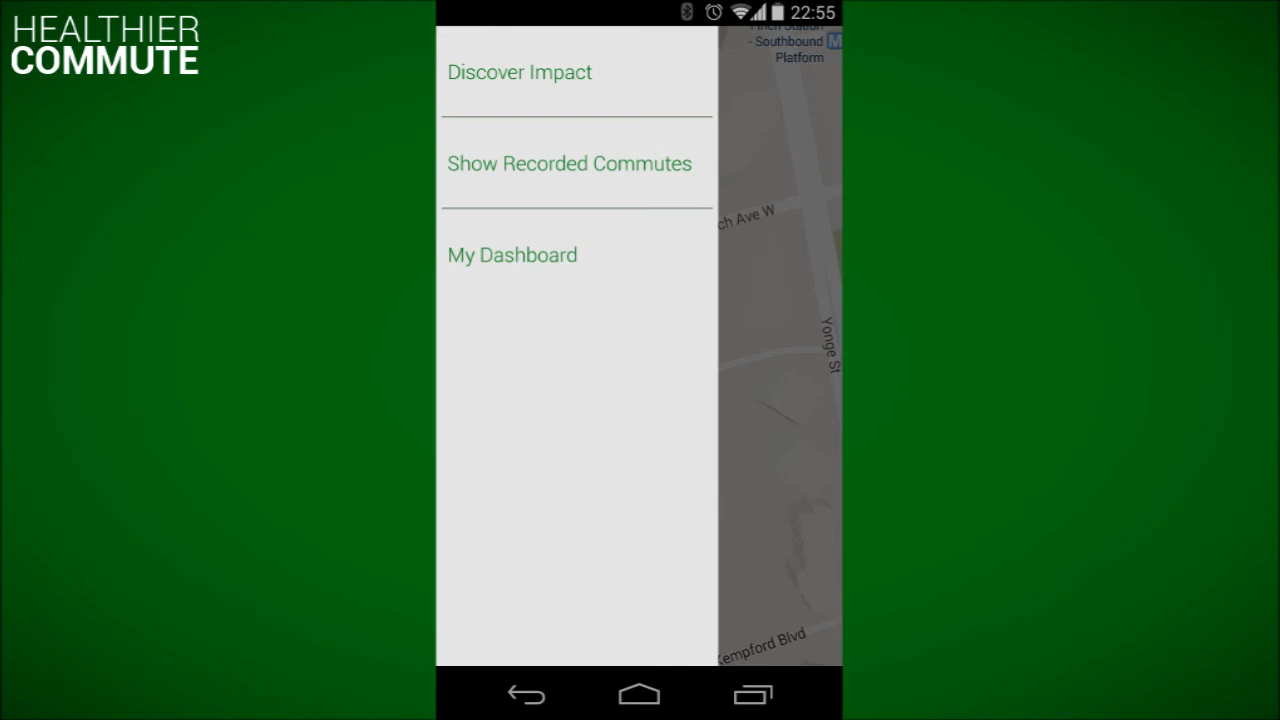 HEALTHIER
COMMUTE
22:55
Discover Impact
Show Recorded Commutes
My Dashboard
- Southbound
Platform
M
ch Ave W
Yonge St
Kempford Blvd